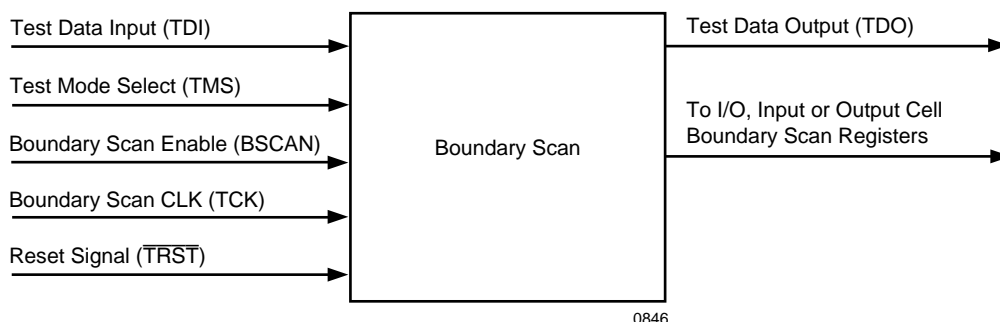 Test Data Input (TDI)
Test Mode Select (TMS)
Boundary Scan Enable (BSCAN)
Boundary Scan CLK (TCK)
Reset Signal (T̅R̅S̅T̅)
Boundary Scan
Test Data Output (TDO)
To I/O, Input or Output Cell
Boundary Scan Registers
0846